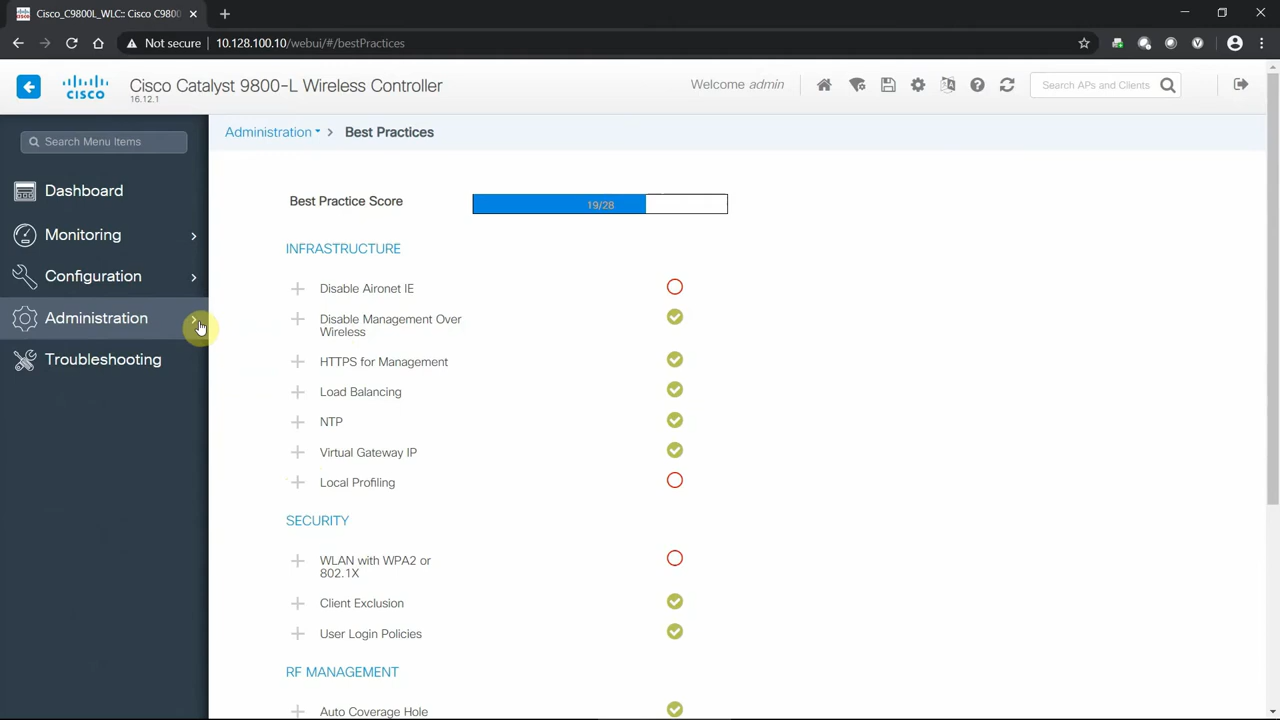 Cisco_C9800L_WLC:: Cisco C9800
Not secure | 10.128.100.10/webui/#/bestPractices
CISCO
Cisco Catalyst 9800-L Wireless Controller
16.12.1
Welcome admin
Search APs and Clients
Search Menu Items
Dashboard
Monitoring
Configuration
Administration
Troubleshooting
Administration > Best Practices
Best Practice Score
19/28
INFRASTRUCTURE
Disable Aironet IE
Disable Management Over
Wireless
HTTPS for Management
Load Balancing
NTP
Virtual Gateway IP
Local Profiling
SECURITY
WLAN with WPA2 or
802.1X
Client Exclusion
User Login Policies
RF MANAGEMENT
Auto Coverage Hole